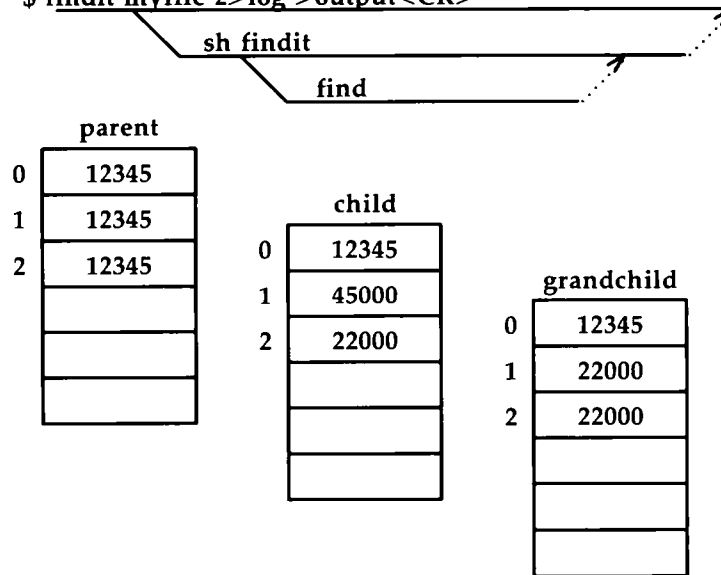 $ findit myfile 2>log >output<CR>
sh findit
find
parent
0 12345
1 12345
2 12345
child
0 12345
1 45000
2 22000
grandchild
0 12345
1 22000
2 22000